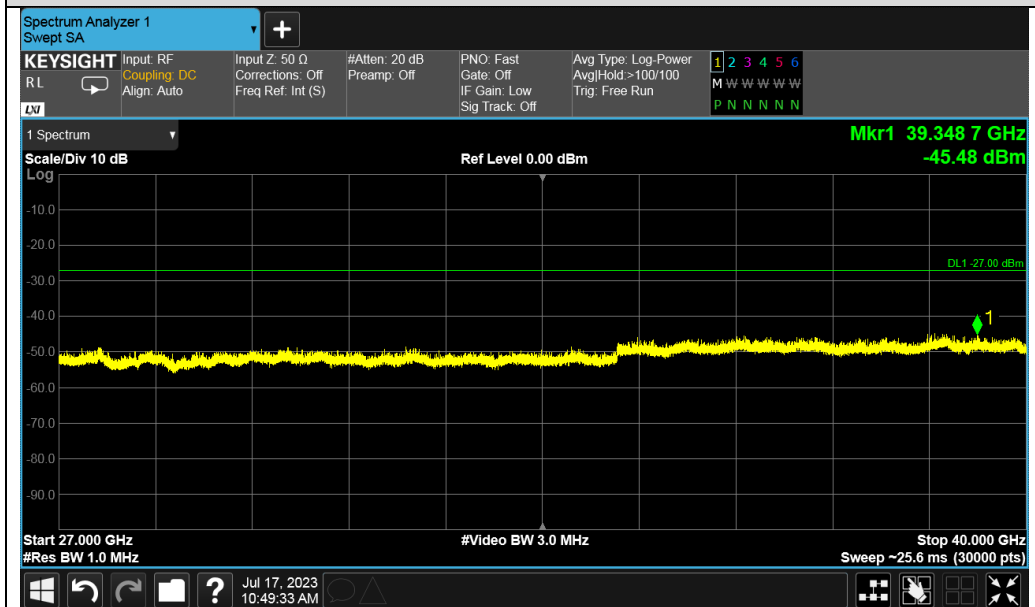 Spectrum Analyzer 1
Swept SA
+
KEYSIGHT
R L
LXI
Input: RF
Coupling: DC
Align: Auto
Input Z: 50 Ω
Corrections: Off
Freq Ref: Int (S)
#Atten: 20 dB
Preamp: Off
PNO: Fast
Gate: Off
IF Gain: Low
Sig Track: Off
Avg Type: Log-Power
Avg|Hold:>100/100
Trig: Free Run
1 2 3 4 5 6
M W W W W W
P N N N N N
1 Spectrum
Mkr1 39.348 7 GHz
-45.48 dBm
Scale/Div 10 dB
Ref Level 0.00 dBm
Log
-10.0
-20.0
DL1 -27.00 dBm
-30.0
-40.0
1
-50.0
-60.0
-70.0
-80.0
-90.0
Start 27.000 GHz
#Video BW 3.0 MHz
Stop 40.000 GHz
#Res BW 1.0 MHz
Sweep ~25.6 ms (30000 pts)
?
Jul 17, 2023
10:49:33 AM